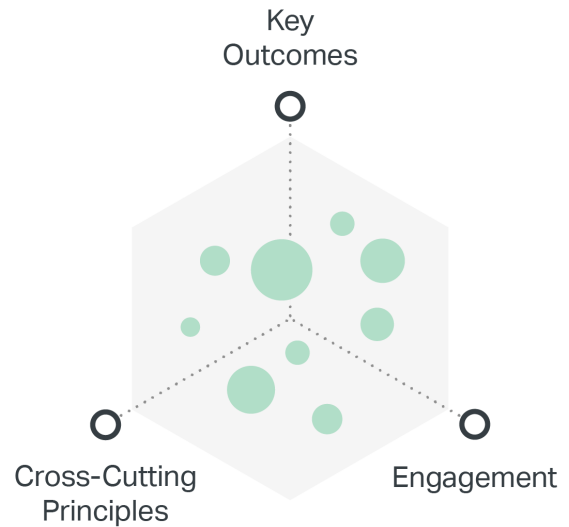 Key
Outcomes
Cross-Cutting
Principles
Engagement